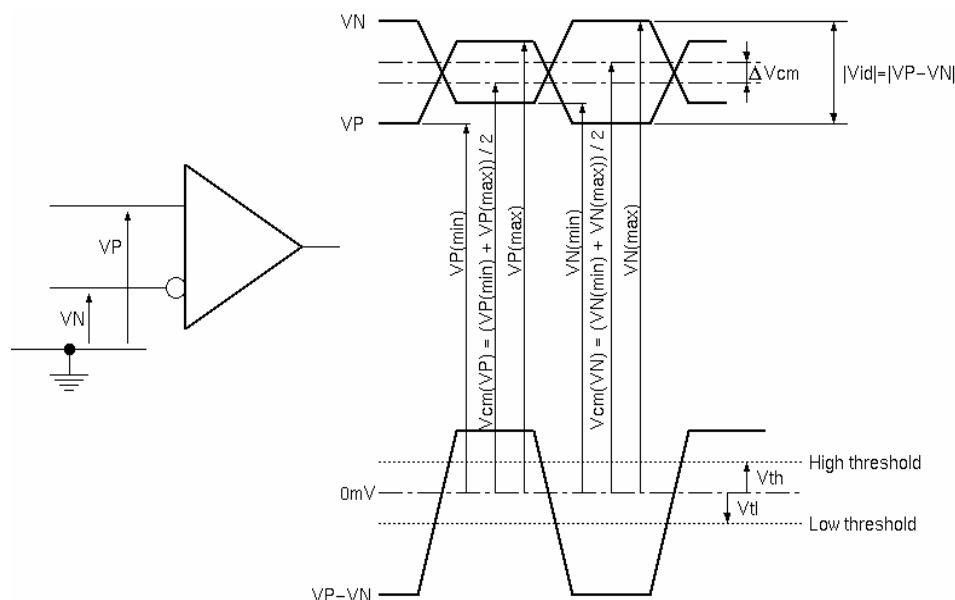 VN
ΔVcm
|Vid|=|VP-VN|
VP
VP
VN
VP(min)
Vcm(VP) = (VP(min) + VP(max)) / 2
VP(max)
VN(min)
Vcm(VN) = (VN(min) + VN(max)) / 2
VN(max)
High threshold
Vth
0mV
Vtl
Low threshold
VP-VN